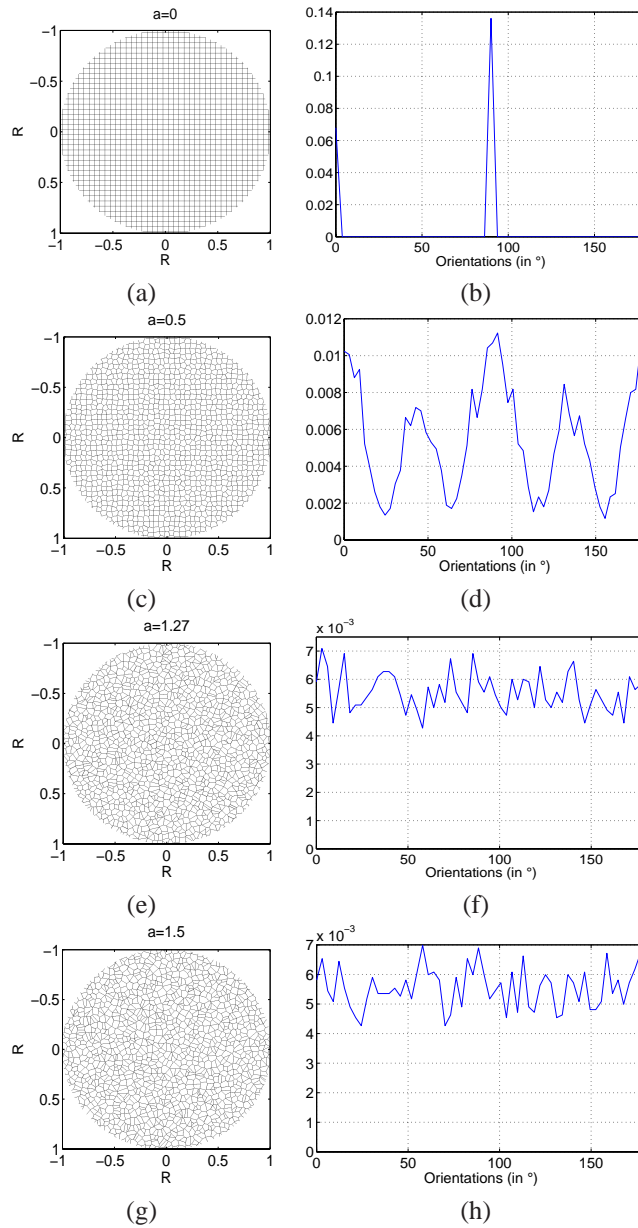 a=0
−1
−0.5
0
0.5
1
−1 −0.5 0 0.5 1
R
R
(a)
0.14
0.12
0.1
0.08
0.06
0.04
0.02
0
0 50 100 150
Orientations (in °)
(b)
a=0.5
−1
−0.5
0
0.5
1
−1 −0.5 0 0.5 1
R
R
(c)
0.012
0.01
0.008
0.006
0.004
0.002
0
0 50 100 150
Orientations (in °)
(d)
a=1.27
−1
−0.5
0
0.5
1
−1 −0.5 0 0.5 1
R
R
(e)
x 10⁻³
7
6
5
4
3
2
1
0
0 50 100 150
Orientations (in °)
(f)
a=1.5
−1
−0.5
0
0.5
1
−1 −0.5 0 0.5 1
R
R
(g)
x 10⁻³
7
6
5
4
3
2
1
0
0 50 100 150
Orientations (in °)
(h)